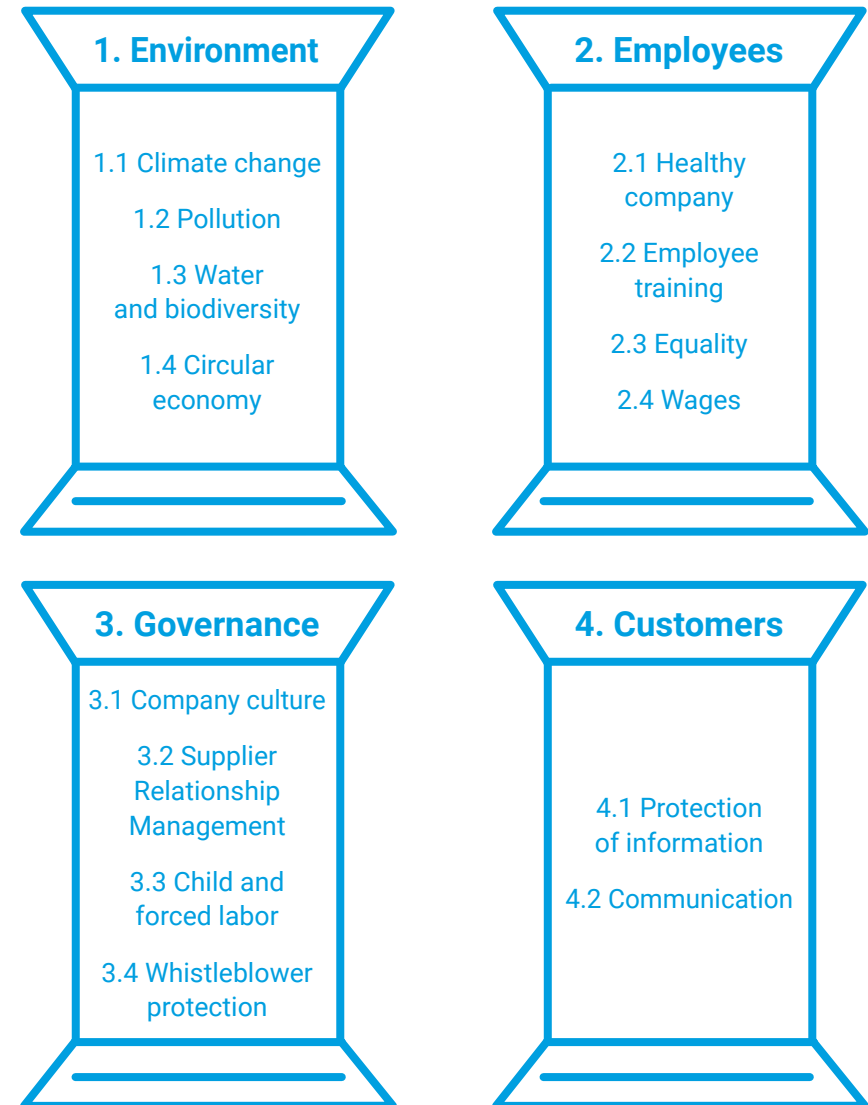 1. Environment
1.1 Climate change
1.2 Pollution
1.3 Water
and biodiversity
1.4 Circular
economy
2. Employees
2.1 Healthy
company
2.2 Employee
training
2.3 Equality
2.4 Wages
3. Governance
3.1 Company culture
3.2 Supplier
Relationship
Management
3.3 Child and
forced labor
3.4 Whistleblower
protection
4. Customers
4.1 Protection
of information
4.2 Communication